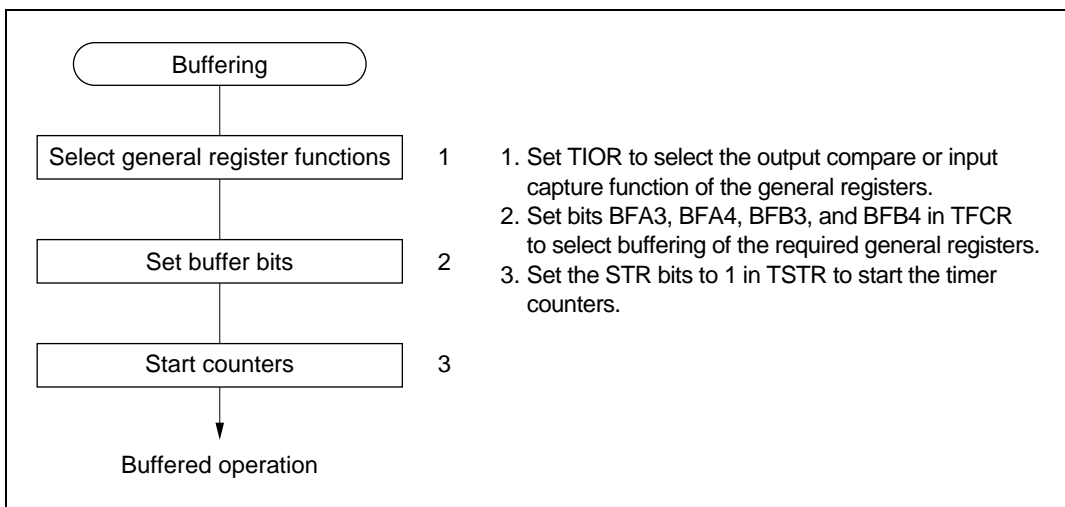 Buffering
Select general register functions 1
Set buffer bits 2
Start counters 3
Buffered operation
1. Set TIOR to select the output compare or input
capture function of the general registers.
2. Set bits BFA3, BFA4, BFB3, and BFB4 in TFCR
to select buffering of the required general registers.
3. Set the STR bits to 1 in TSTR to start the timer
counters.